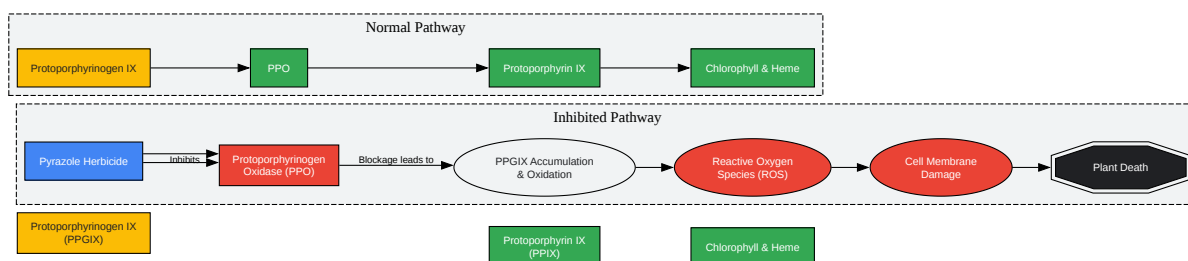 Normal Pathway
Protoporphyrinogen IX
PPO
Protoporphyrin IX
Chlorophyll & Heme
Inhibited Pathway
Pyrazole Herbicide
Inhibits
Protoporphyrinogen
Oxidase (PPO)
Blockage leads to
PPGIX Accumulation
& Oxidation
Reactive Oxygen
Species (ROS)
Cell Membrane
Damage
Plant Death
Protoporphyrinogen IX
(PPGIX)
Protoporphyrin IX
(PPIX)
Chlorophyll & Heme